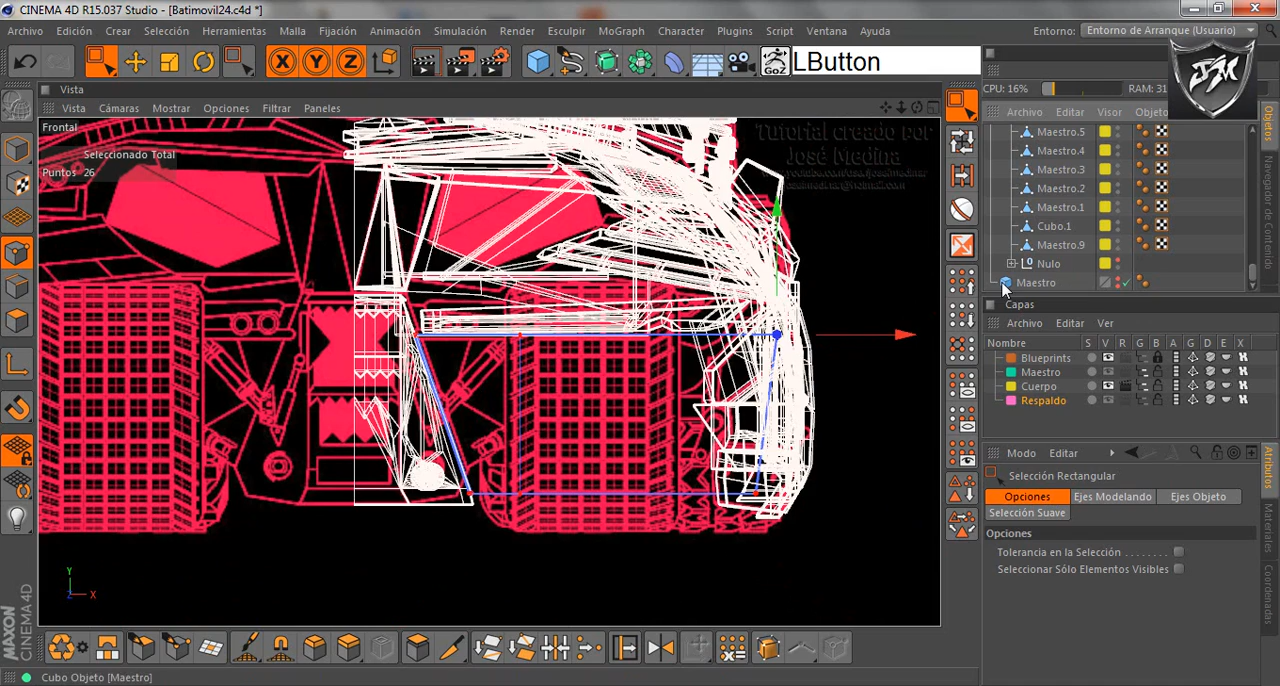 CINEMA 4D R15.037 Studio - [Batimovil24.c4d *]
Archivo Edición Crear Selección Herramientas Malla Fijación Animación Simulación Render Esculpir MoGraph Character Plugins Script Ventana Ayuda Entorno: Entorno de Arranque (Usuario)
X Y Z GoZ LButton
Vista
CPU: 16% RAM: 31
JM
Vista Cámaras Mostrar Opciones Filtrar Paneles
Archivo Editar Visor Objeto
Frontal
Seleccionado Total
Puntos 26
Tutorial creado por
José Medina
Maestro.5
Maestro.4
Maestro.3
Maestro.2
Maestro.1
Cubo.1
Maestro.9
Nulo
Maestro
Objetos
Navegador de Contenido
Capas
Archivo Editar Ver
Nombre S V R M G B A G D E X
Blueprints
Maestro
Cuerpo
Respaldo
Modo Editar
Selección Rectangular
Opciones Ejes Modelando Ejes Objeto
Selección Suave
Opciones
Tolerancia en la Selección
Seleccionar Sólo Elementos Visibles
Atributos
Materiales
Coordenadas
Y
Z X
MAXON
CINEMA 4D
Cubo Objeto [Maestro]